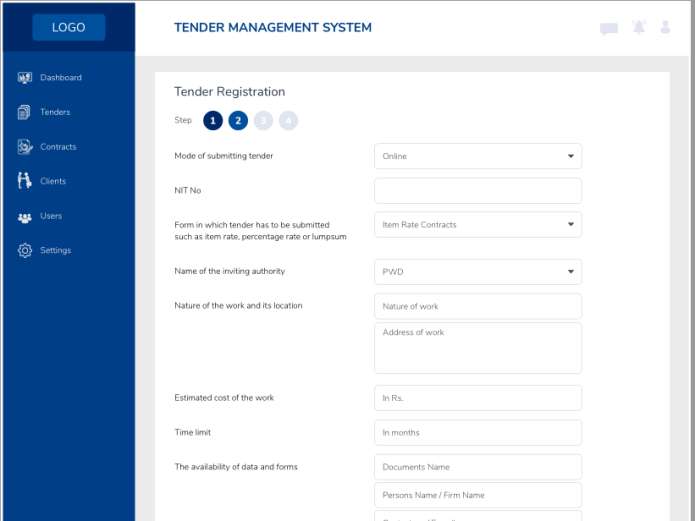 LOGO
TENDER MANAGEMENT SYSTEM
Dashboard
Tenders
Contracts
Clients
Users
Settings
Tender Registration
Step 1 2 3 4
Mode of submitting tender
Online
NIT No
Form in which tender has to be submitted
such as item rate, percentage rate or lumpsum
Item Rate Contracts
Name of the inviting authority
PWD
Nature of the work and its location
Nature of work
Address of work
Estimated cost of the work
In Rs.
Time limit
In months
The availability of data and forms
Documents Name
Persons Name / Firm Name